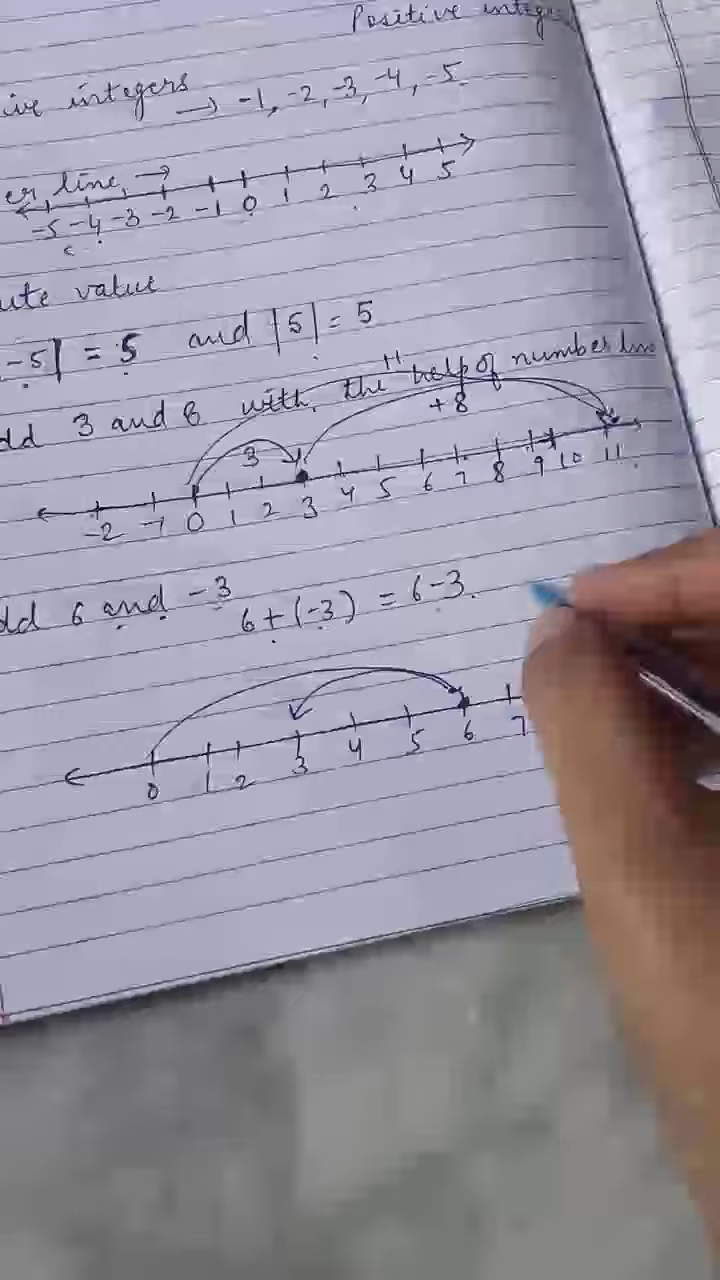 Positive
ive integers → -1, -2, -3, -4, -5
er line →
-5 -4 -3 -2 -1 0 1 2 3 4 5
ute value
-5| = 5 and |5| = 5
11
dd 3 and 8 with the help of number line
3 +8
-2 -1 0 1 2 3 4 5 6 7 8 9 10 11
dd 6 and -3
6+(-3) = 6-3
0 1 2 3 4 5 6 7